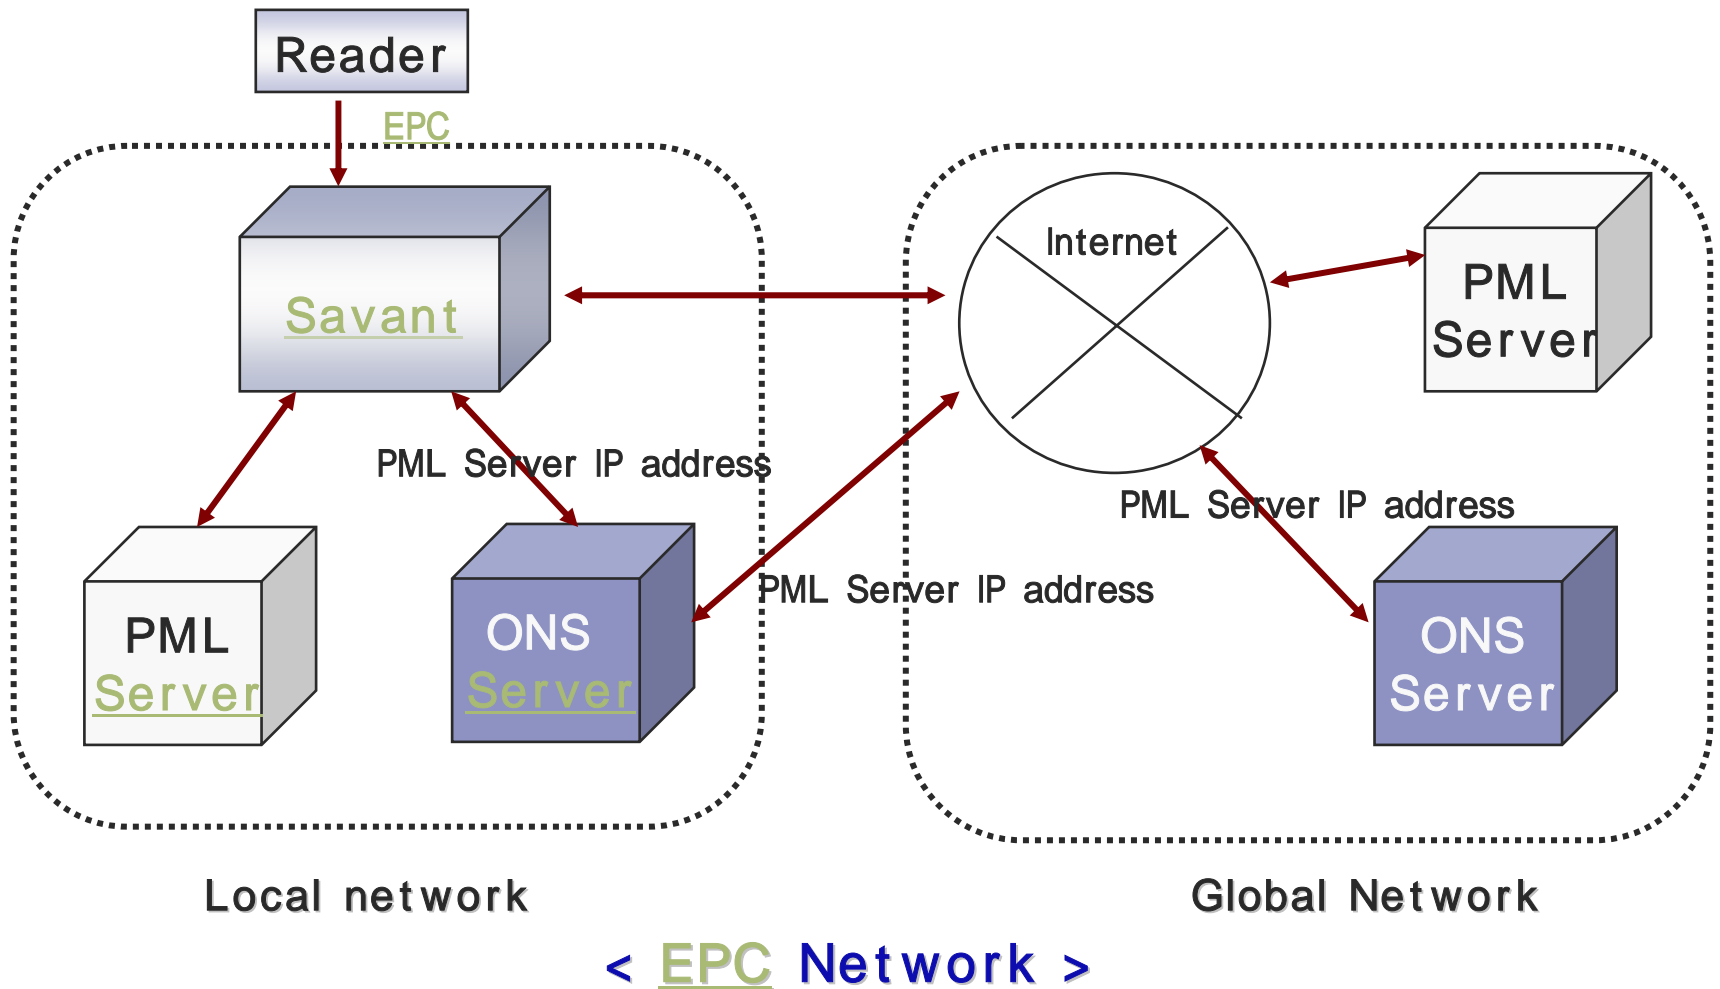 Reader
EPC
Savant
Internet
PML
Server
PML Server IP address
PML Server IP address
PML Server IP address
PML
Server
ONS
Server
ONS
Server
Local network
Global Network
< EPC Network >